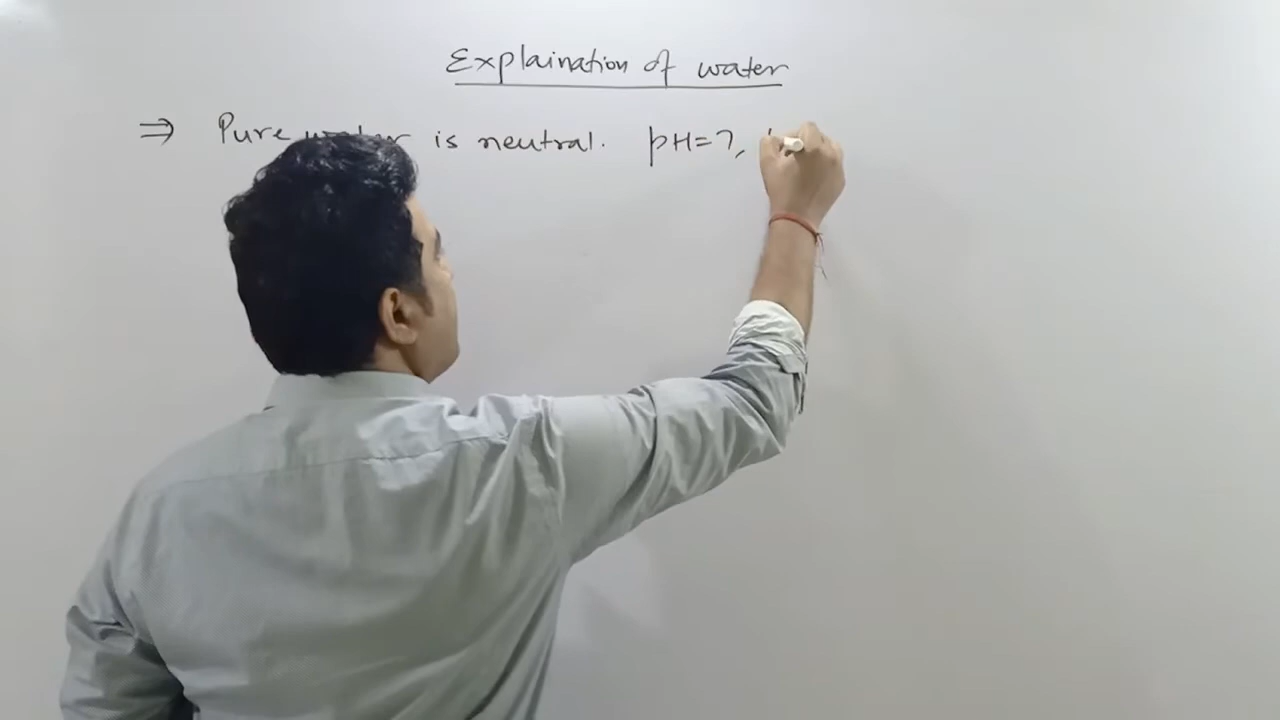 Explaination of water
⇒ Pure water is neutral. pH=7,